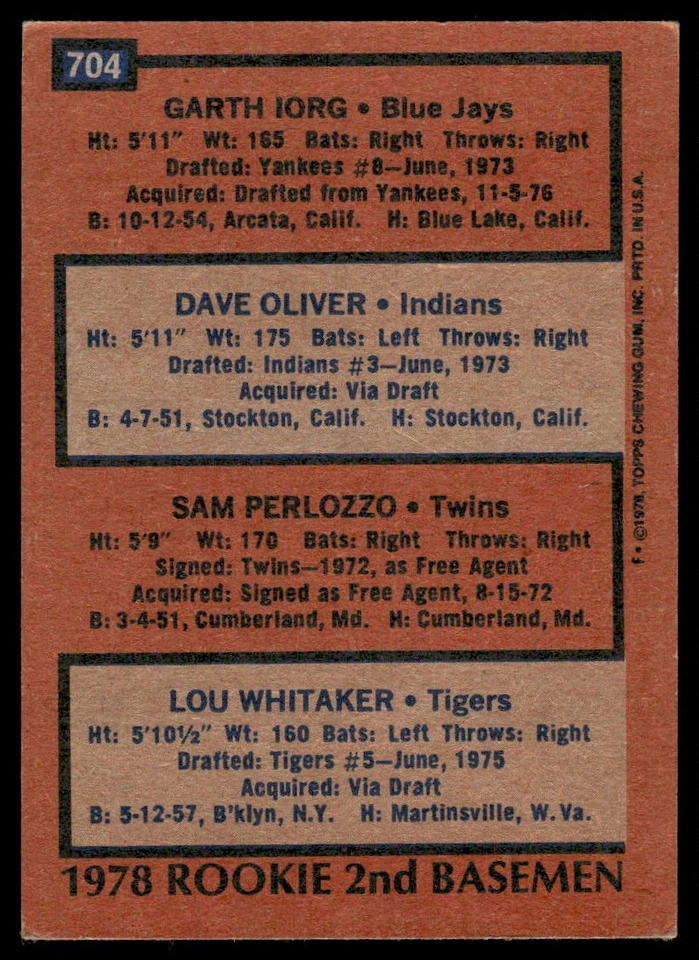 704
GARTH IORG • Blue Jays
Ht: 5'11" Wt: 165 Bats: Right Throws: Right
Drafted: Yankees #8—June, 1973
Acquired: Drafted from Yankees, 11-5-76
B: 10-12-54, Arcata, Calif. H: Blue Lake, Calif.
DAVE OLIVER • Indians
Ht: 5'11" Wt: 175 Bats: Left Throws: Right
Drafted: Indians #3—June, 1973
Acquired: Via Draft
B: 4-7-51, Stockton, Calif. H: Stockton, Calif.
SAM PERLOZZO • Twins
Ht: 5'9" Wt: 170 Bats: Right Throws: Right
Signed: Twins—1972, as Free Agent
Acquired: Signed as Free Agent, 8-15-72
B: 3-4-51, Cumberland, Md. H: Cumberland, Md.
LOU WHITAKER • Tigers
Ht: 5'10½" Wt: 160 Bats: Left Throws: Right
Drafted: Tigers #5—June, 1975
Acquired: Via Draft
B: 5-12-57, B'klyn, N.Y. H: Martinsville, W.Va.
1978 ROOKIE 2nd BASEMEN
F• ©1978, TOPPS CHEWING GUM, INC. PRTD. IN U.S.A.